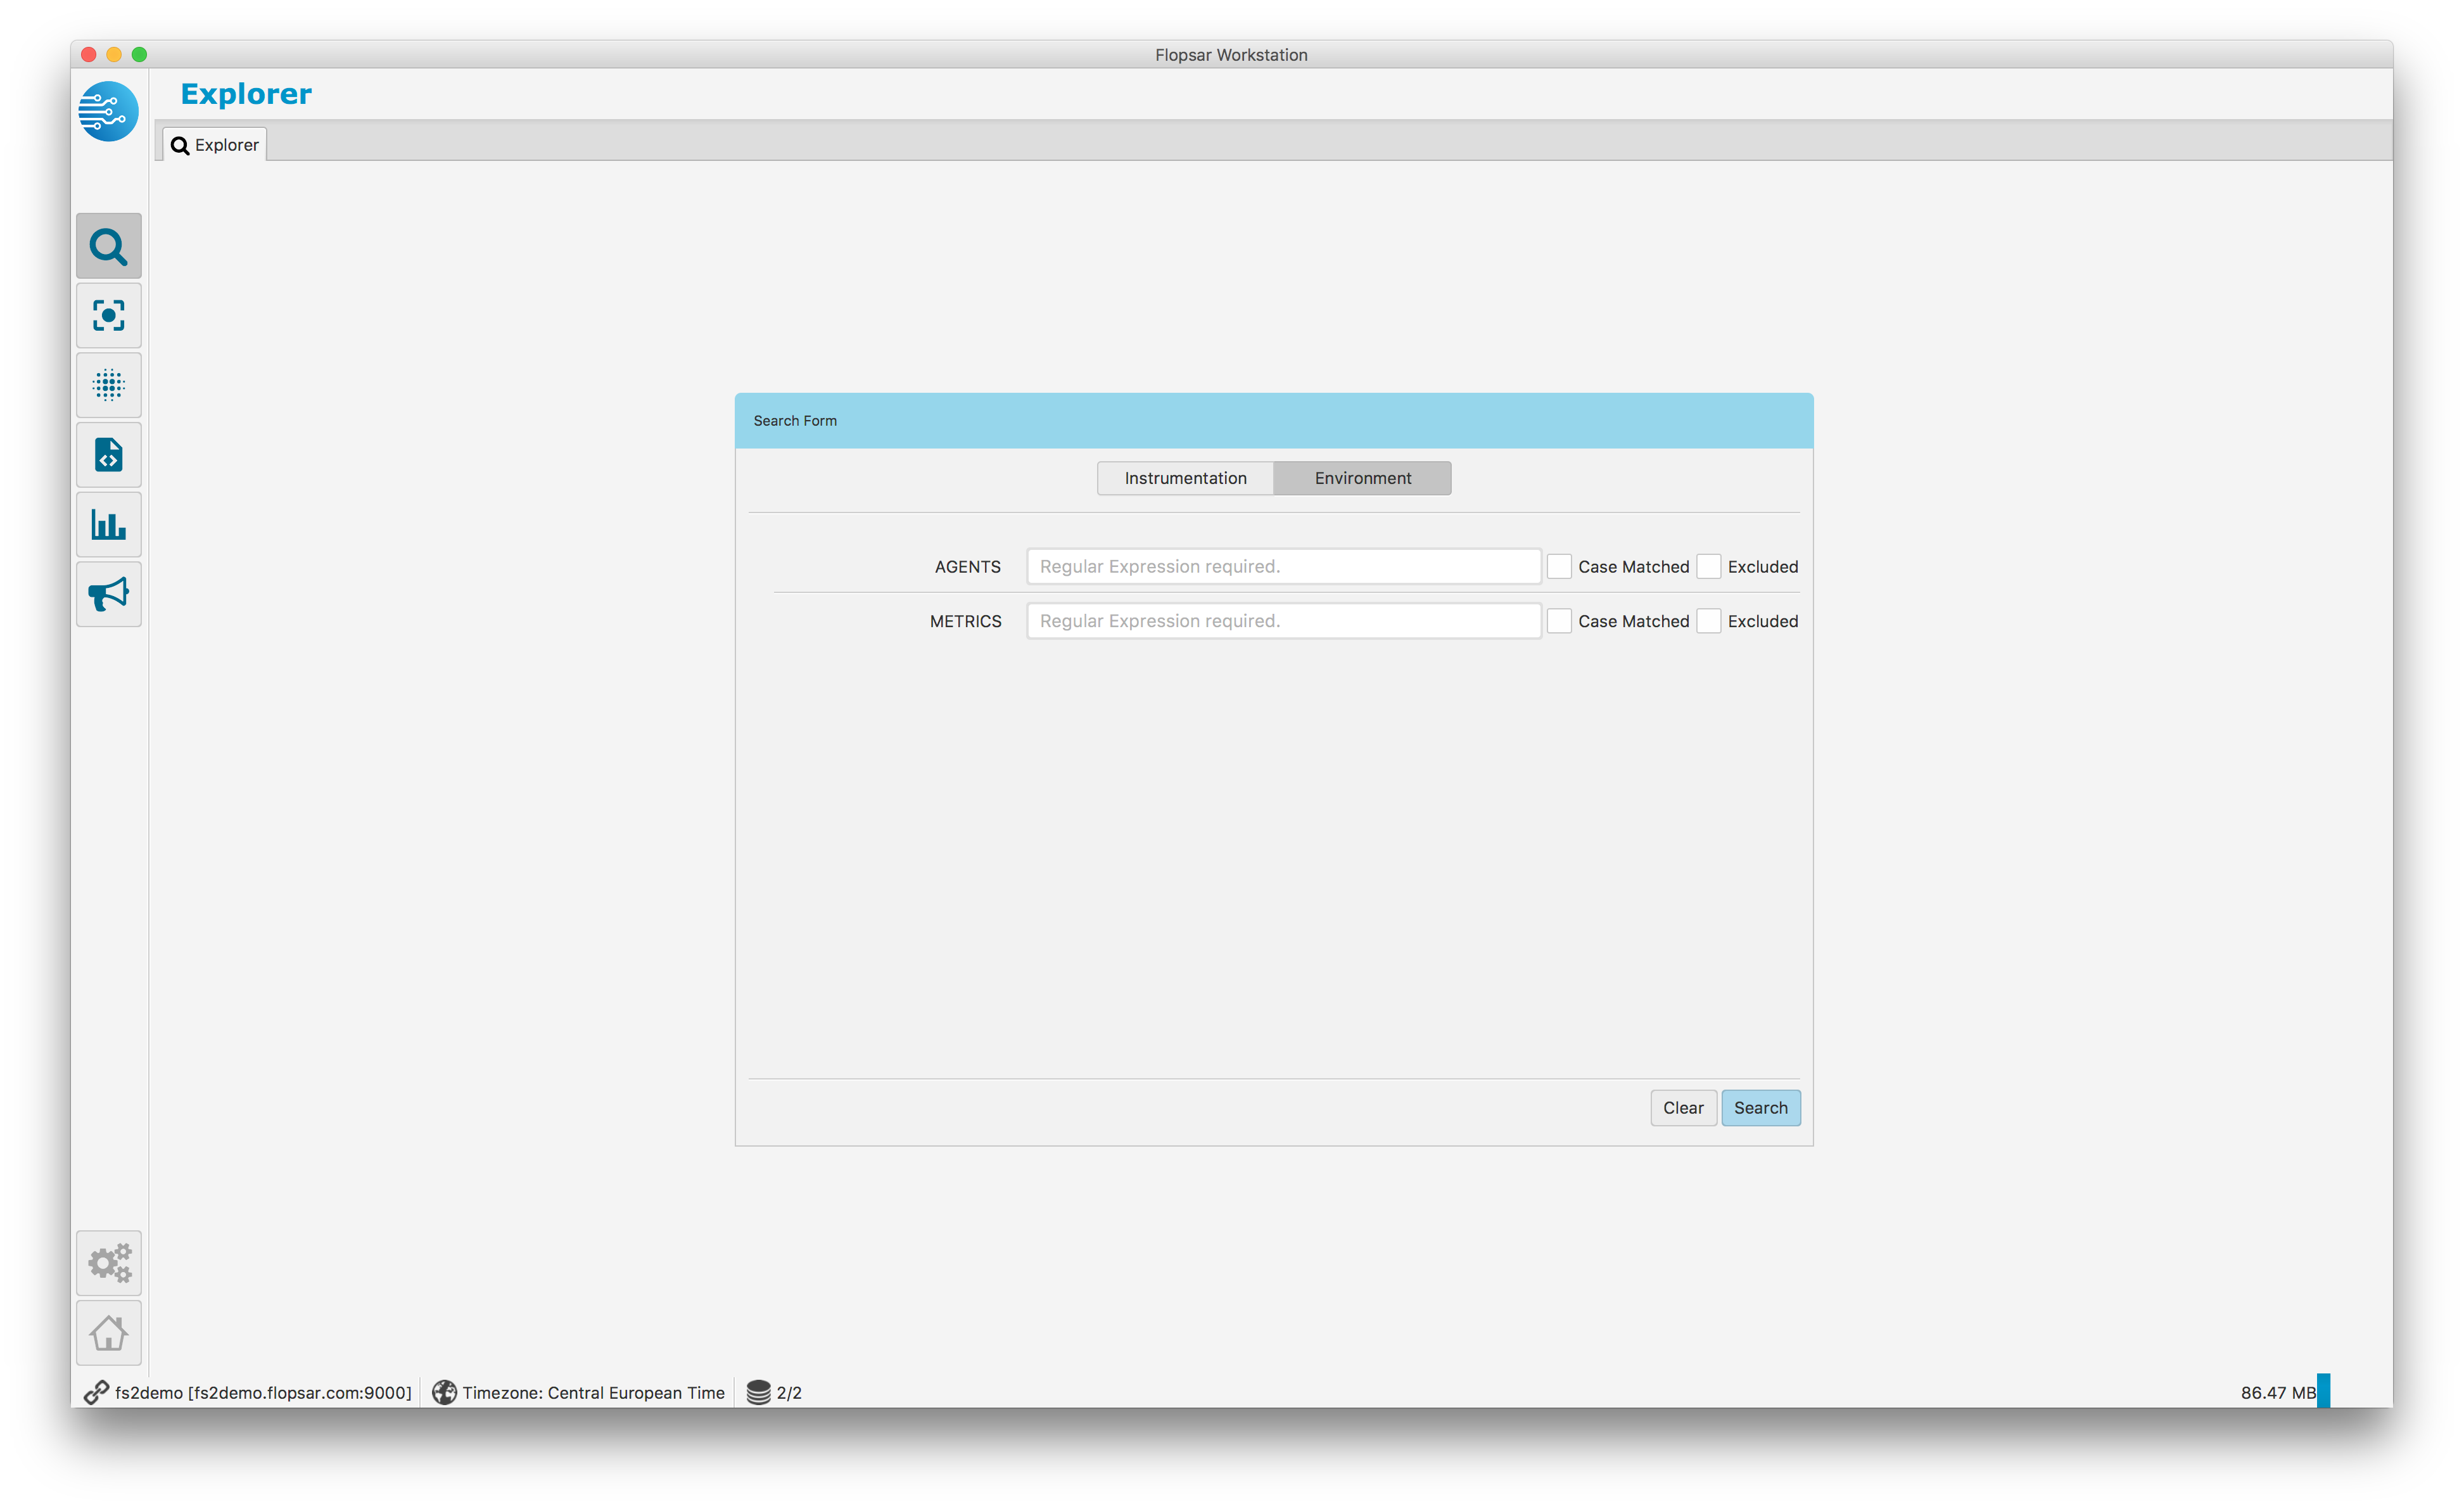 Flopsar Workstation
Explorer
Explorer
Search Form
Instrumentation Environment
AGENTS Regular Expression required. Case Matched Excluded
METRICS Regular Expression required. Case Matched Excluded
Clear Search
fs2demo [fs2demo.flopsar.com:9000] Timezone: Central European Time 2/2 86.47 MB